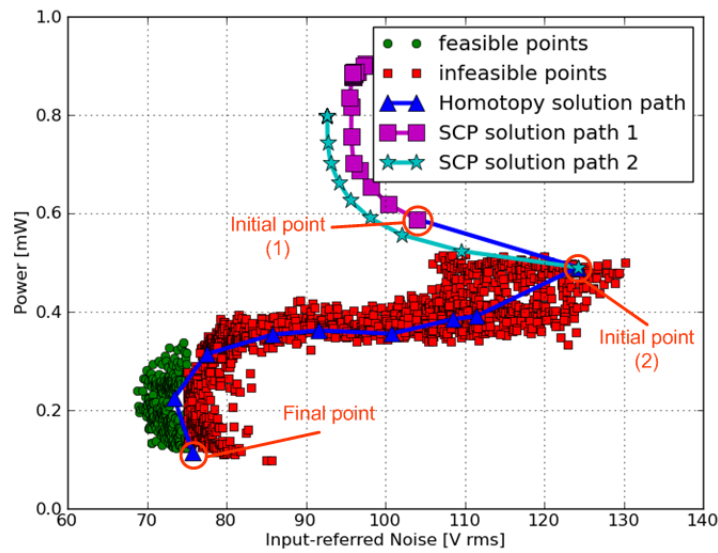 1.0
0.8
0.6
0.4
0.2
0.0
Power [mW]
feasible points
infeasible points
Homotopy solution path
SCP solution path 1
SCP solution path 2
Initial point
(1)
Initial point
(2)
Final point
60 70 80 90 100 110 120 130 140
Input-referred Noise [V rms]